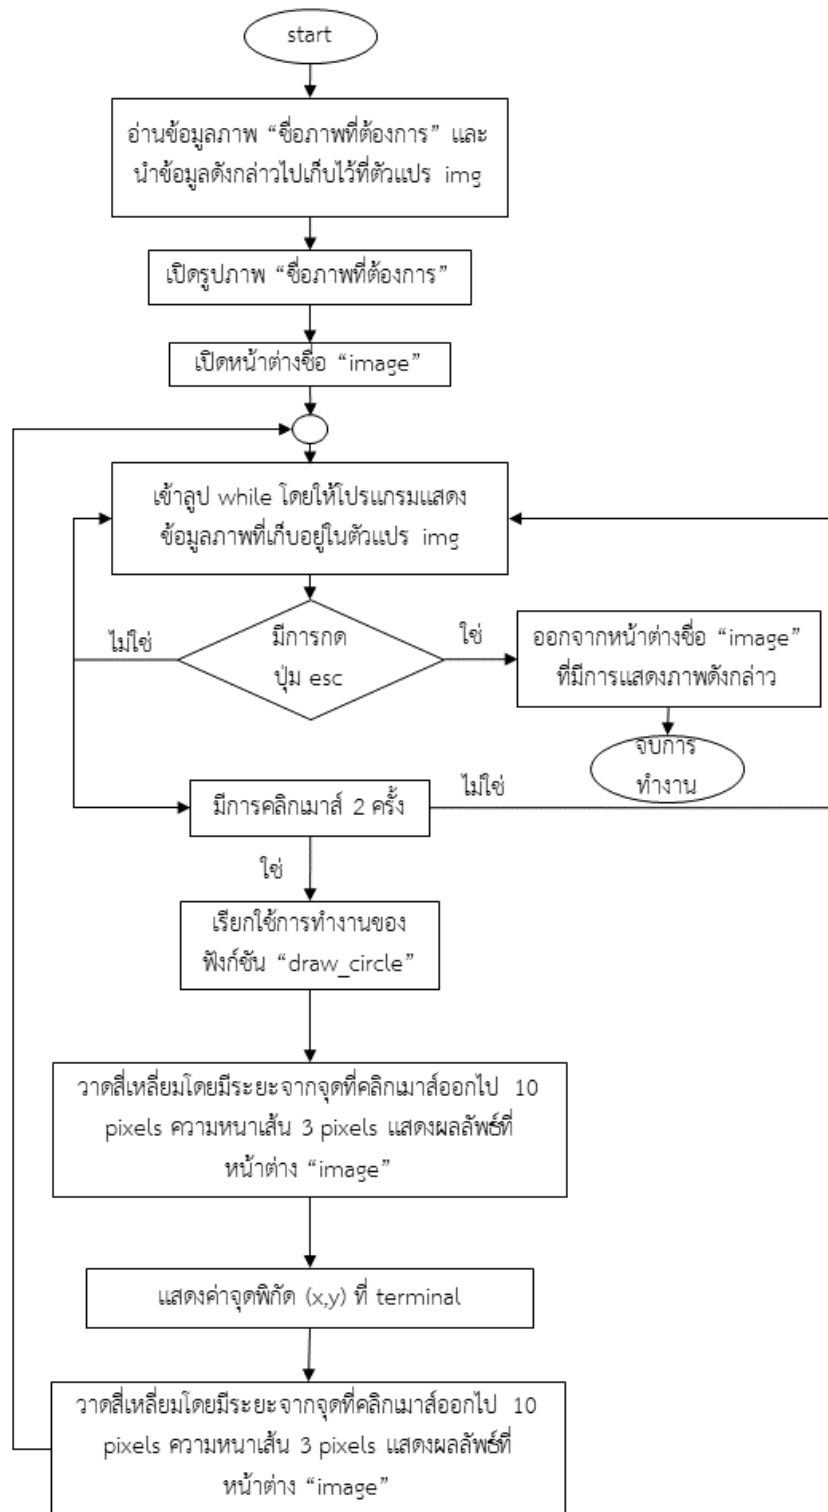 start
อ่านข้อมูลภาพ “ชื่อภาพที่ต้องการ” และ
นำข้อมูลดังกล่าวไปเก็บไว้ที่ตัวแปร img
เปิดรูปภาพ “ชื่อภาพที่ต้องการ”
เปิดหน้าต่างชื่อ “image”
เข้าลูป while โดยให้โปรแกรมแสดง
ข้อมูลภาพที่เก็บอยู่ในตัวแปร img
ไม่ใช่
มีการกด
ปุ่ม esc
ใช่
ออกจากหน้าต่างชื่อ “image”
ที่มีการแสดงภาพดังกล่าว
จบการ
ทำงาน
มีการคลิกเมาส์ 2 ครั้ง
ไม่ใช่
ใช่
เรียกใช้การทำงานของ
ฟังก์ชัน “draw_circle”
วาดสี่เหลี่ยมโดยมีระยะจากจุดที่คลิกเมาส์ออกไป 10
pixels ความหนาเส้น 3 pixels แสดงผลลัพธ์ที่
หน้าต่าง “image”
แสดงค่าจุดพิกัด (x,y) ที่ terminal
วาดสี่เหลี่ยมโดยมีระยะจากจุดที่คลิกเมาส์ออกไป 10
pixels ความหนาเส้น 3 pixels แสดงผลลัพธ์ที่
หน้าต่าง “image”